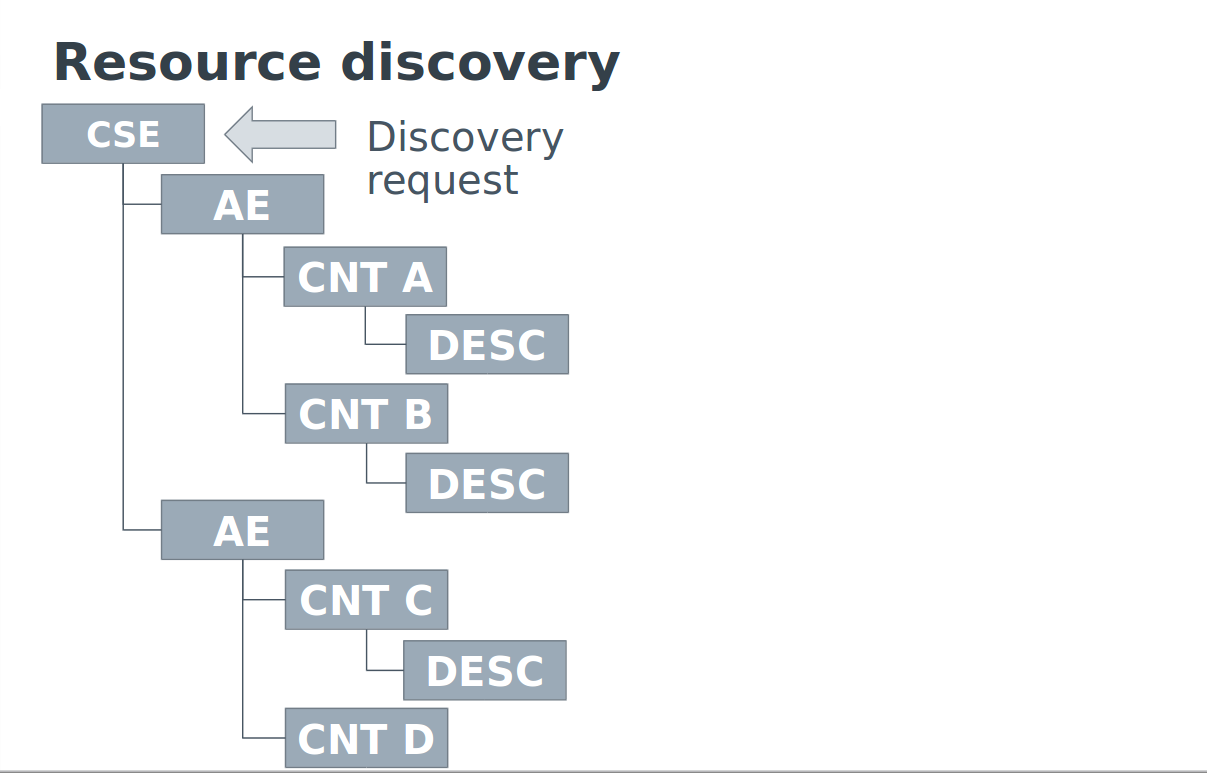 Resource discovery
CSE
Discovery
request
AE
CNT A
DESC
CNT B
DESC
AE
CNT C
DESC
CNT D